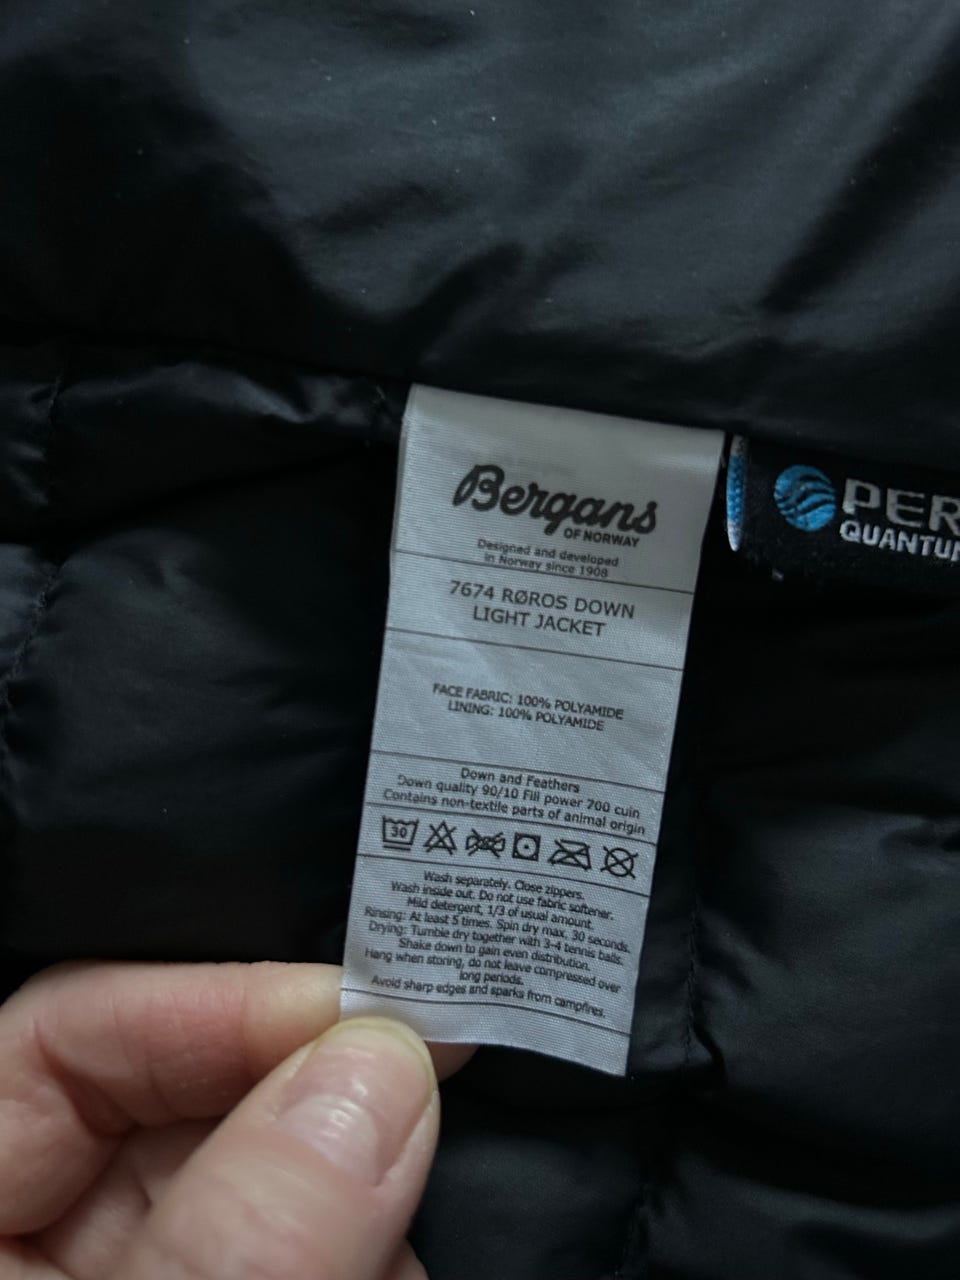 Bergans
OF NORWAY
Designed and developed
in Norway since 1908
7674 RØROS DOWN
LIGHT JACKET
FACE FABRIC: 100% POLYAMIDE
LINING: 100% POLYAMIDE
Down and Feathers
Down quality 90/10 Fill power 700 cuin
Contains non-textile parts of animal origin
30
Wash separately. Close zippers.
Wash inside out. Do not use fabric softener.
Mild detergent, 1/3 of usual amount.
Rinsing: At least 5 times. Spin dry max. 30 seconds.
Drying: Tumble dry together with 3-4 tennis balls.
Shake down to gain even distribution.
Hang when storing, do not leave compressed over
long periods.
Avoid sharp edges and sparks from campfires.
PER
QUANTU